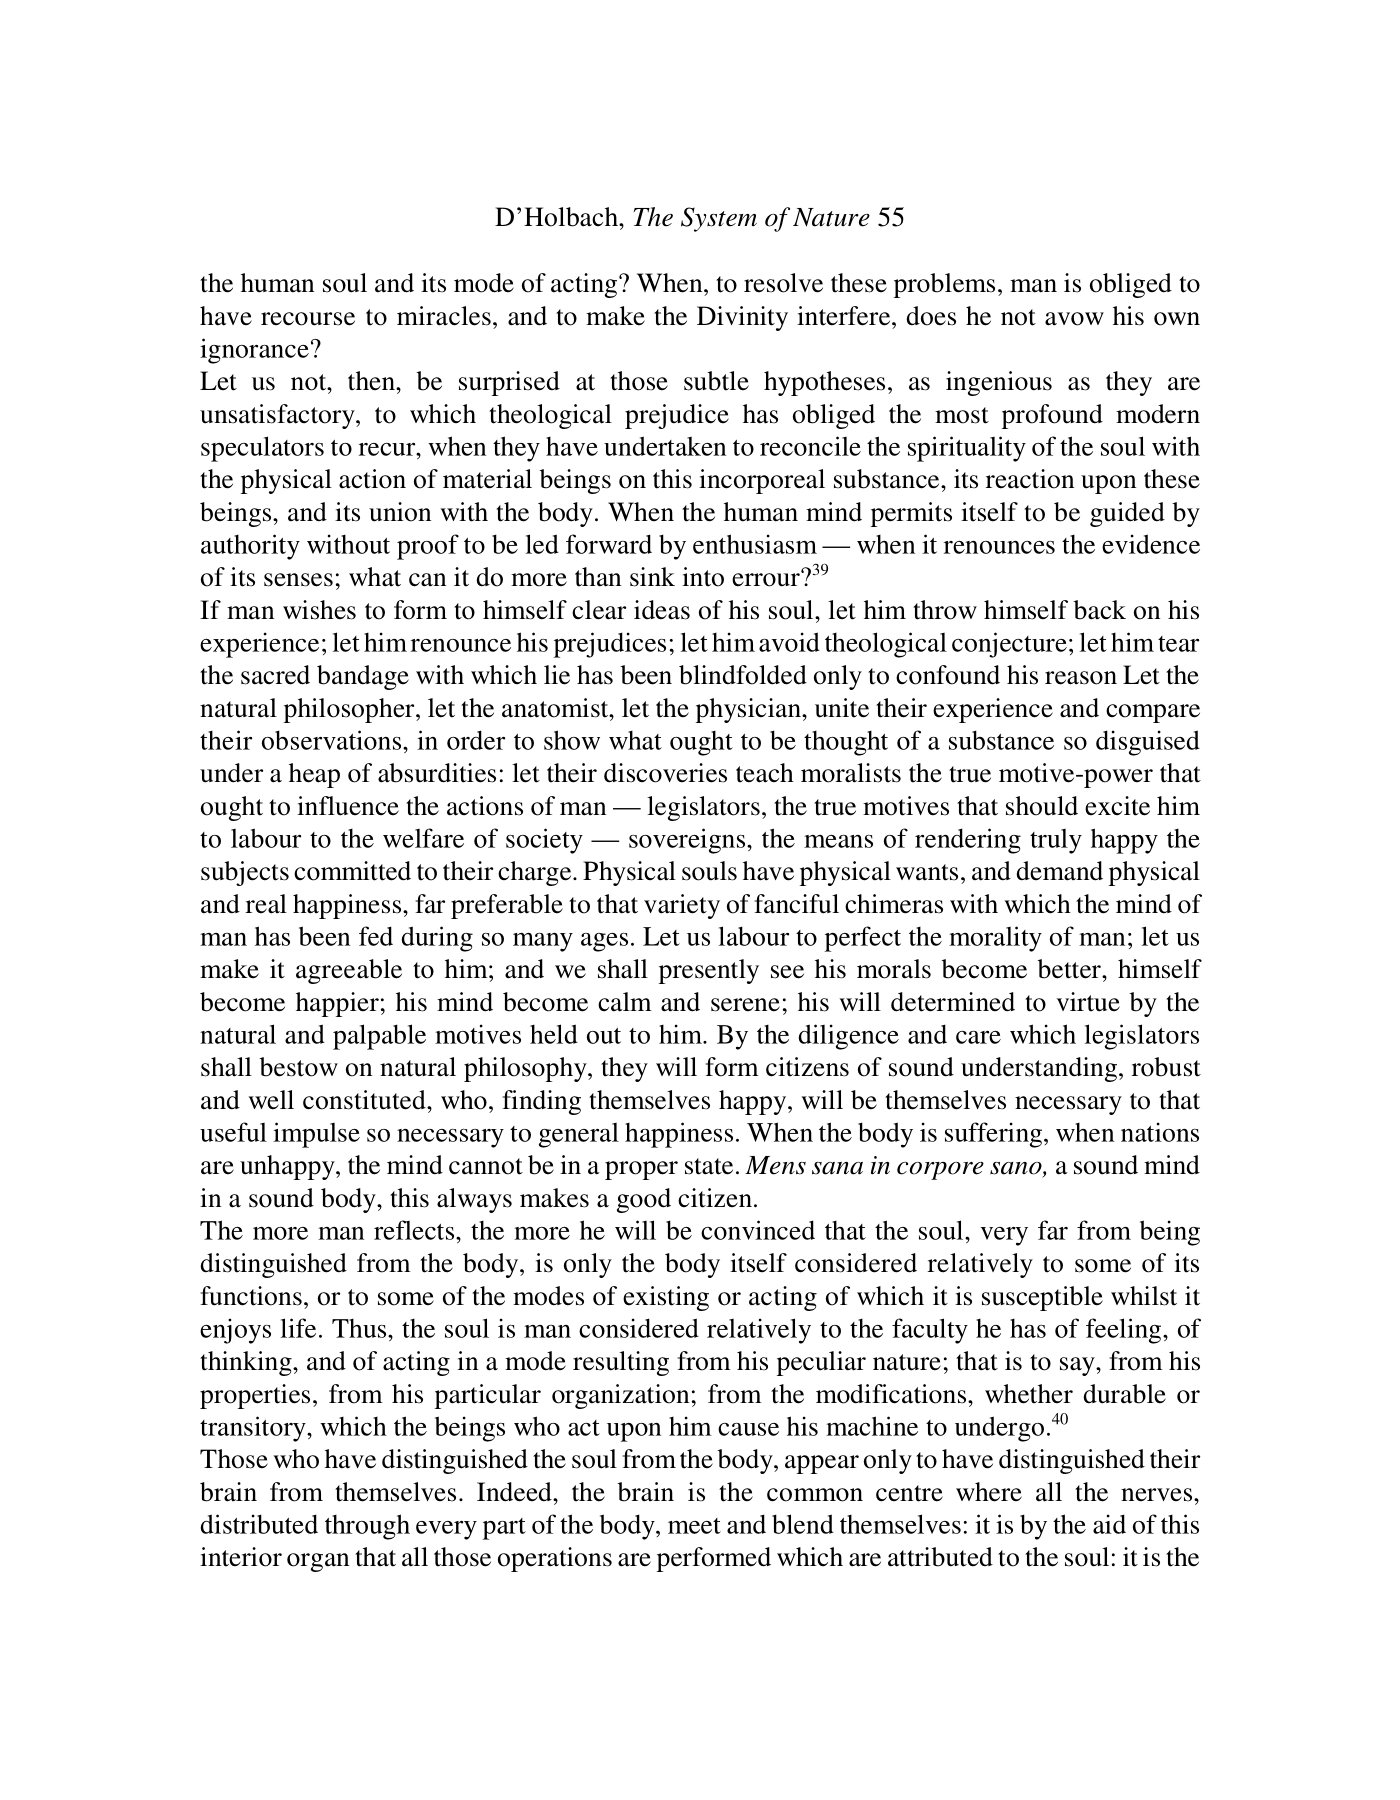 D’Holbach, The System of Nature 55
the human soul and its mode of acting? When, to resolve these problems, man is obliged to
have recourse to miracles, and to make the Divinity interfere, does he not avow his own
ignorance?
Let us not, then, be surprised at those subtle hypotheses, as ingenious as they are
unsatisfactory, to which theological prejudice has obliged the most profound modern
speculators to recur, when they have undertaken to reconcile the spirituality of the soul with
the physical action of material beings on this incorporeal substance, its reaction upon these
beings, and its union with the body. When the human mind permits itself to be guided by
authority without proof to be led forward by enthusiasm — when it renounces the evidence
of its senses; what can it do more than sink into errour?39
If man wishes to form to himself clear ideas of his soul, let him throw himself back on his
experience; let him renounce his prejudices; let him avoid theological conjecture; let him tear
the sacred bandage with which lie has been blindfolded only to confound his reason Let the
natural philosopher, let the anatomist, let the physician, unite their experience and compare
their observations, in order to show what ought to be thought of a substance so disguised
under a heap of absurdities: let their discoveries teach moralists the true motive-power that
ought to influence the actions of man — legislators, the true motives that should excite him
to labour to the welfare of society — sovereigns, the means of rendering truly happy the
subjects committed to their charge. Physical souls have physical wants, and demand physical
and real happiness, far preferable to that variety of fanciful chimeras with which the mind of
man has been fed during so many ages. Let us labour to perfect the morality of man; let us
make it agreeable to him; and we shall presently see his morals become better, himself
become happier; his mind become calm and serene; his will determined to virtue by the
natural and palpable motives held out to him. By the diligence and care which legislators
shall bestow on natural philosophy, they will form citizens of sound understanding, robust
and well constituted, who, finding themselves happy, will be themselves necessary to that
useful impulse so necessary to general happiness. When the body is suffering, when nations
are unhappy, the mind cannot be in a proper state. Mens sana in corpore sano, a sound mind
in a sound body, this always makes a good citizen.
The more man reflects, the more he will be convinced that the soul, very far from being
distinguished from the body, is only the body itself considered relatively to some of its
functions, or to some of the modes of existing or acting of which it is susceptible whilst it
enjoys life. Thus, the soul is man considered relatively to the faculty he has of feeling, of
thinking, and of acting in a mode resulting from his peculiar nature; that is to say, from his
properties, from his particular organization; from the modifications, whether durable or
transitory, which the beings who act upon him cause his machine to undergo.40
Those who have distinguished the soul from the body, appear only to have distinguished their
brain from themselves. Indeed, the brain is the common centre where all the nerves,
distributed through every part of the body, meet and blend themselves: it is by the aid of this
interior organ that all those operations are performed which are attributed to the soul: it is the